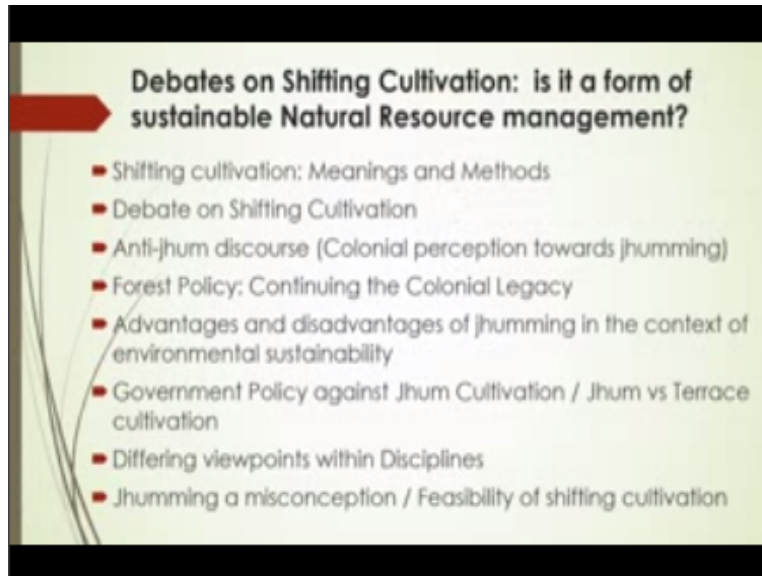 Debates on Shifting Cultivation: is it a form of
sustainable Natural Resource management?
Shifting cultivation: Meanings and Methods
Debate on Shifting Cultivation
Anti-jhum discourse (Colonial perception towards jhumming)
Forest Policy: Continuing the Colonial Legacy
Advantages and disadvantages of jhumming in the context of
environmental sustainability
Government Policy against Jhum Cultivation / Jhum vs Terrace
cultivation
Differing viewpoints within Disciplines
Jhumming a misconception / Feasibility of shifting cultivation